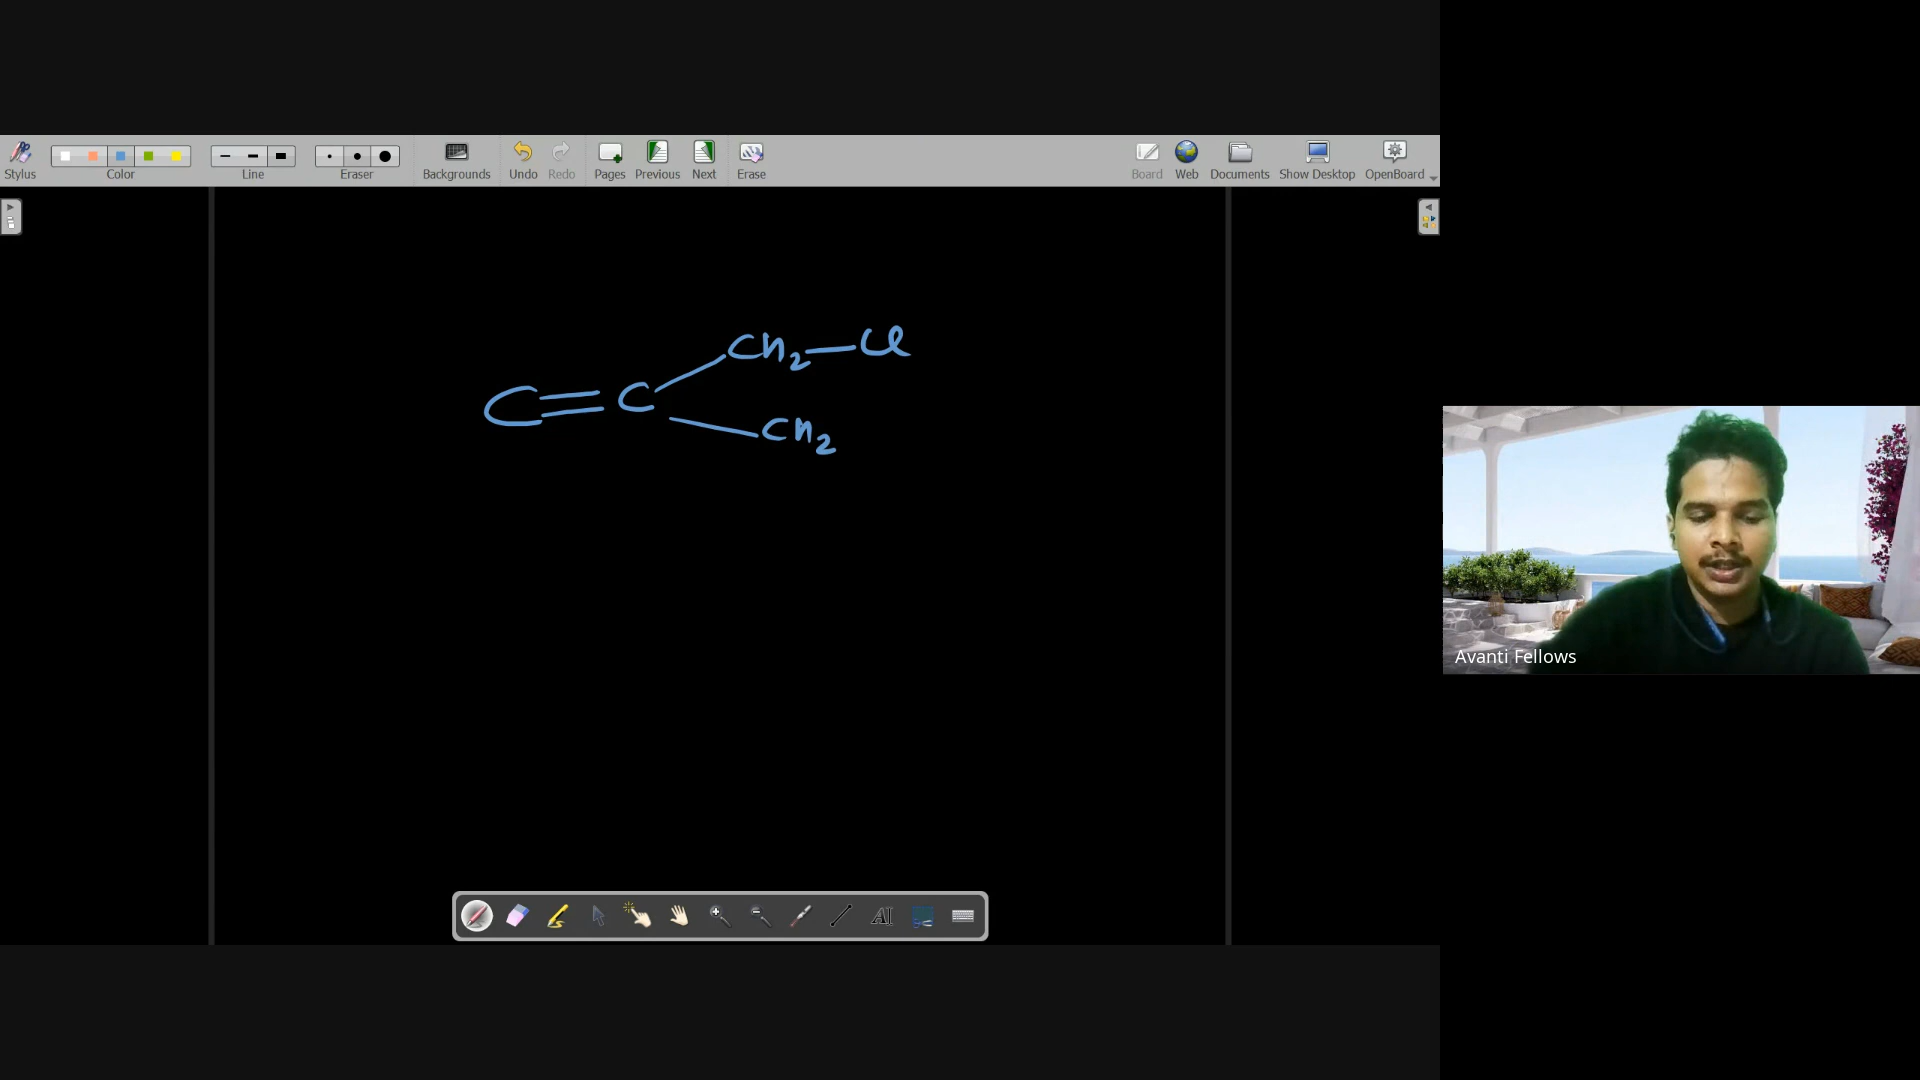 Stylus Color Line Eraser Backgrounds Undo Redo Pages Previous Next Erase Board Web Documents Show Desktop OpenBoard
CH2—Cl
C=C
CH2
Avanti Fellows